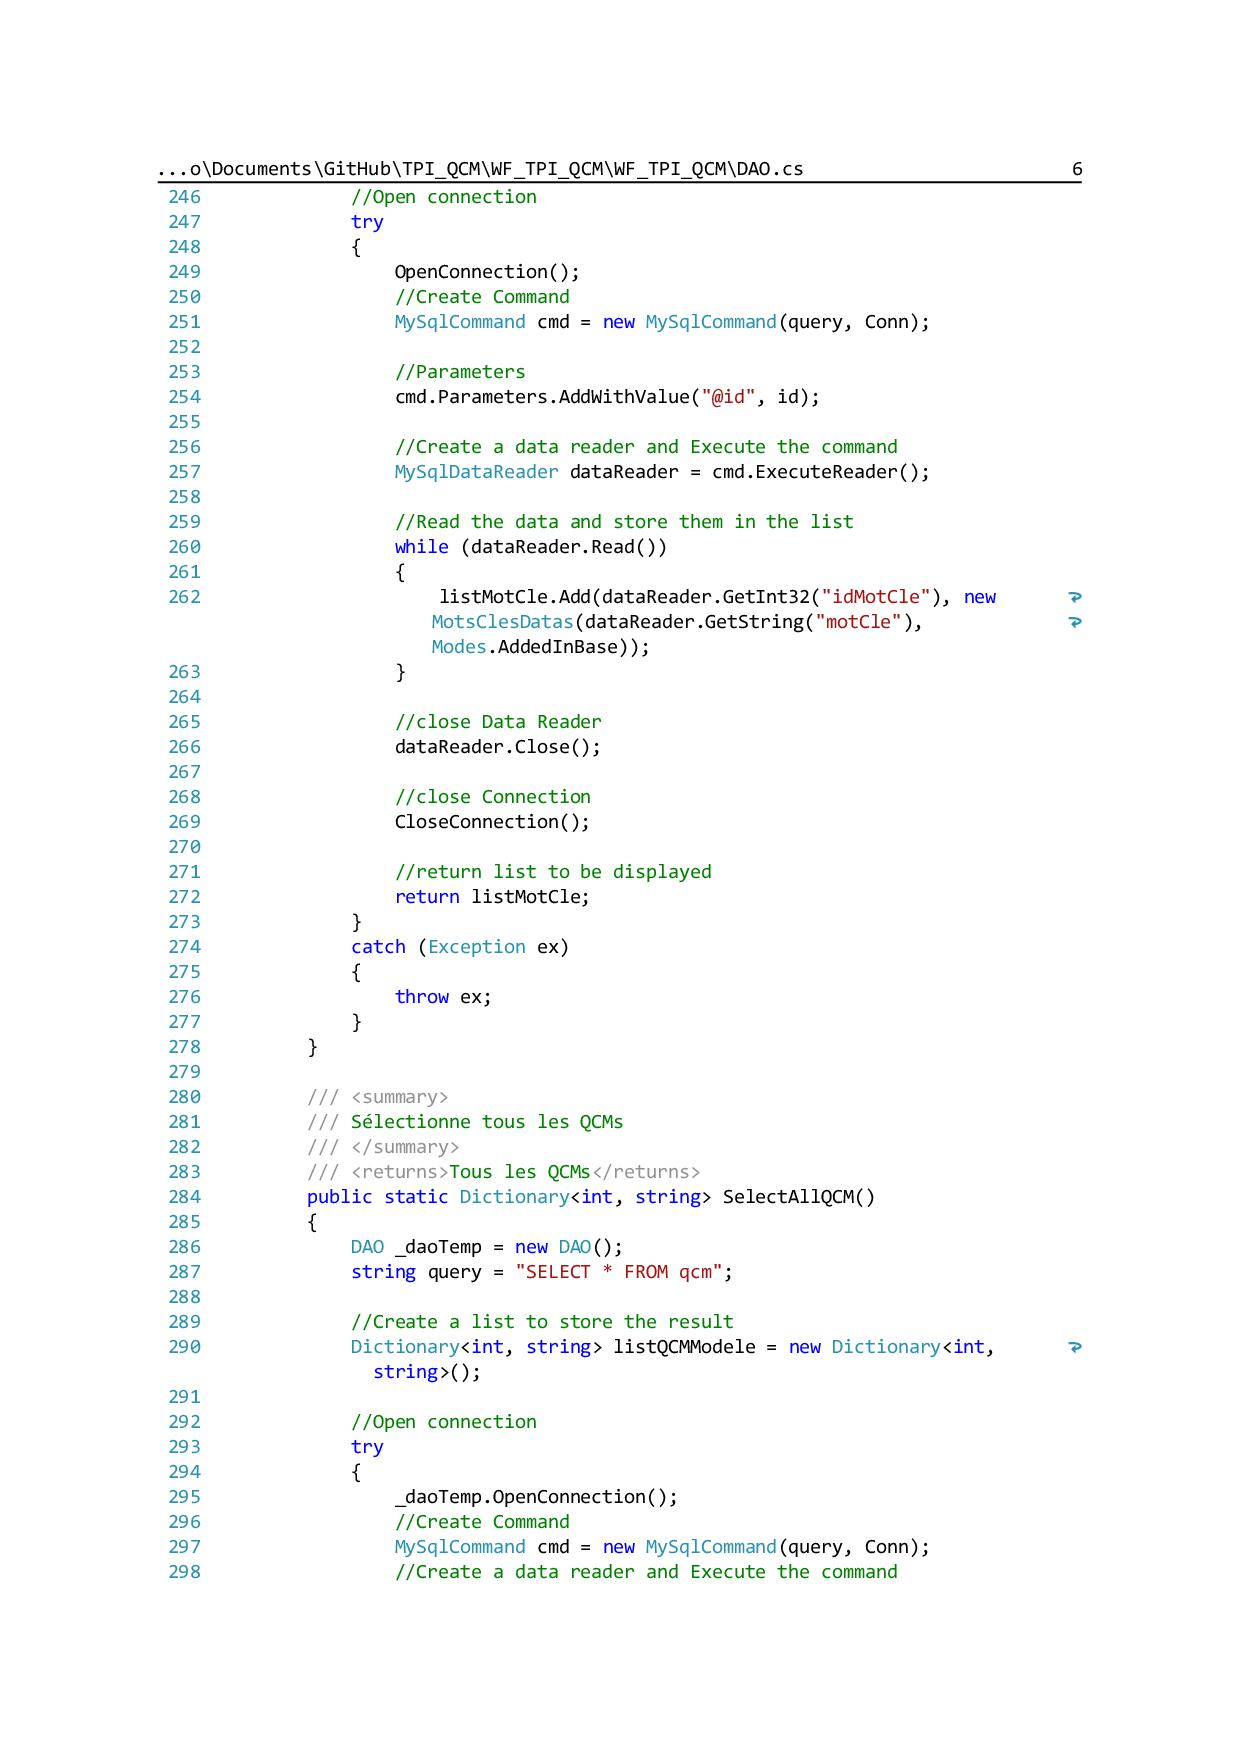 ...o\Documents\GitHub\TPI_QCM\WF_TPI_QCM\WF_TPI_QCM\DAO.cs 6
246 //Open connection
247 try
248 {
249 OpenConnection();
250 //Create Command
251 MySqlCommand cmd = new MySqlCommand(query, Conn);
252
253 //Parameters
254 cmd.Parameters.AddWithValue("@id", id);
255
256 //Create a data reader and Execute the command
257 MySqlDataReader dataReader = cmd.ExecuteReader();
258
259 //Read the data and store them in the list
260 while (dataReader.Read())
261 {
262 listMotCle.Add(dataReader.GetInt32("idMotCle"), new
MotsClesDatas(dataReader.GetString("motCle"),
Modes.AddedInBase));
263 }
264
265 //close Data Reader
266 dataReader.Close();
267
268 //close Connection
269 CloseConnection();
270
271 //return list to be displayed
272 return listMotCle;
273 }
274 catch (Exception ex)
275 {
276 throw ex;
277 }
278 }
279
280 /// <summary>
281 /// Sélectionne tous les QCMs
282 /// </summary>
283 /// <returns>Tous les QCMs</returns>
284 public static Dictionary<int, string> SelectAllQCM()
285 {
286 DAO _daoTemp = new DAO();
287 string query = "SELECT * FROM qcm";
288
289 //Create a list to store the result
290 Dictionary<int, string> listQCMModele = new Dictionary<int,
string>();
291
292 //Open connection
293 try
294 {
295 _daoTemp.OpenConnection();
296 //Create Command
297 MySqlCommand cmd = new MySqlCommand(query, Conn);
298 //Create a data reader and Execute the command